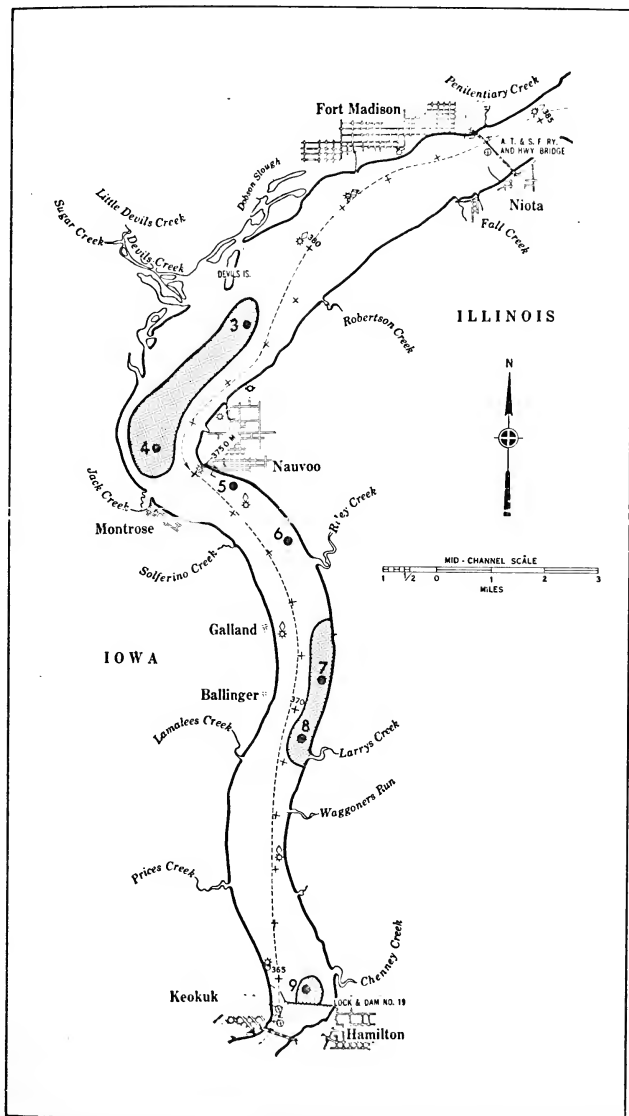 Penitentiary Creek
Fort Madison
385
A. T. & S. F. RY.
AND HWY BRIDGE
Dobson Slough
Niota
Little Devils Creek
Fall Creek
Sugar Creek
Devils Creek
380
DEVILS IS.
3
Robertson Creek
ILLINOIS
N
4
375.0 M
Nauvoo
5
Jack Creek
Montrose
6
Riley Creek
MID - CHANNEL SCALE
1 1/2 0 1 2 3
MILES
Solferino Creek
Galland
IOWA
7
Ballinger
370
Lamalees Creek
8
Larrys Creek
Waggoners Run
Prices Creek
Chenney Creek
365
9
Keokuk
LOCK & DAM NO. 19
Hamilton